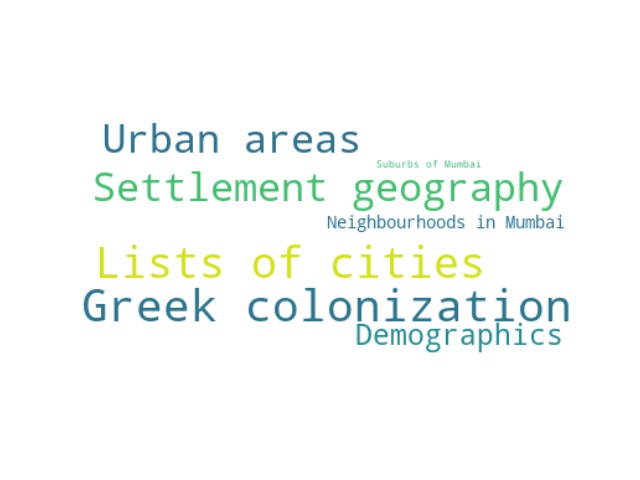 Urban areas
Suburbs of Mumbai
Settlement geography
Neighbourhoods in Mumbai
Lists of cities
Greek colonization
Demographics